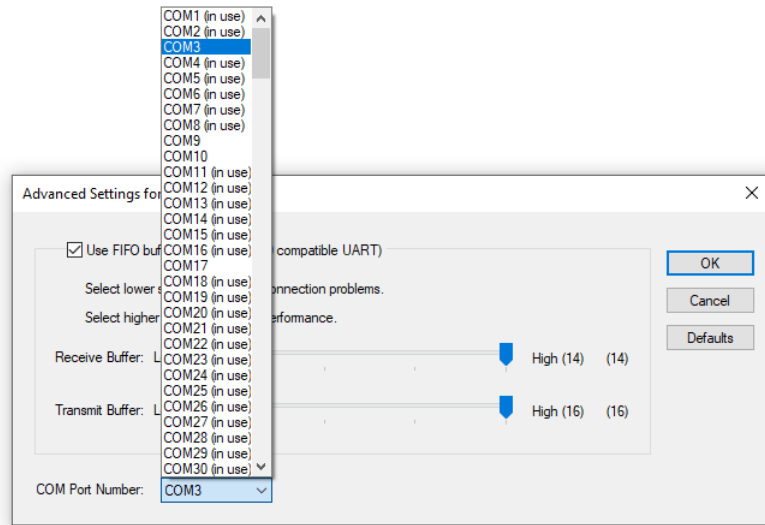 COM1 (in use)
COM2 (in use)
COM3
COM4 (in use)
COM5 (in use)
COM6 (in use)
COM7 (in use)
COM8 (in use)
COM9
COM10
COM11 (in use)
COM12 (in use)
COM13 (in use)
COM14 (in use)
COM15 (in use)
COM16 (in use)
COM17
COM18 (in use)
COM19 (in use)
COM20 (in use)
COM21 (in use)
COM22 (in use)
COM23 (in use)
COM24 (in use)
COM25 (in use)
COM26 (in use)
COM27 (in use)
COM28 (in use)
COM29 (in use)
COM30 (in use)
Advanced Settings for
Use FIFO buf compatible UART)
Select lower s onnection problems.
Select higher erformance.
Receive Buffer: L High (14) (14)
Transmit Buffer: L High (16) (16)
COM Port Number: COM3
OK
Cancel
Defaults